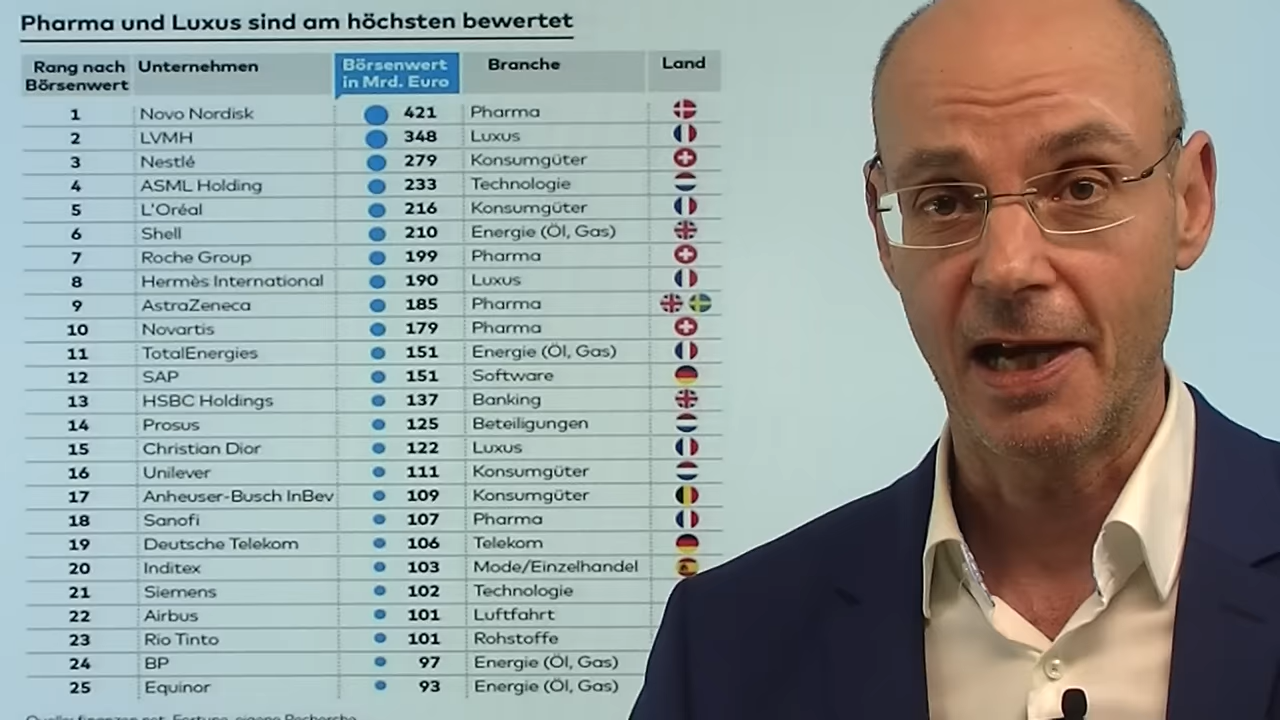 Pharma und Luxus sind am höchsten bewertet
Rang nach Börsenwert Unternehmen Börsenwert in Mrd. Euro Branche Land
1 Novo Nordisk 421 Pharma
2 LVMH 348 Luxus
3 Nestlé 279 Konsumgüter
4 ASML Holding 233 Technologie
5 L'Oréal 216 Konsumgüter
6 Shell 210 Energie (Öl, Gas)
7 Roche Group 199 Pharma
8 Hermès International 190 Luxus
9 AstraZeneca 185 Pharma
10 Novartis 179 Pharma
11 TotalEnergies 151 Energie (Öl, Gas)
12 SAP 151 Software
13 HSBC Holdings 137 Banking
14 Prosus 125 Beteiligungen
15 Christian Dior 122 Luxus
16 Unilever 111 Konsumgüter
17 Anheuser-Busch InBev 109 Konsumgüter
18 Sanofi 107 Pharma
19 Deutsche Telekom 106 Telekom
20 Inditex 103 Mode/Einzelhandel
21 Siemens 102 Technologie
22 Airbus 101 Luftfahrt
23 Rio Tinto 101 Rohstoffe
24 BP 97 Energie (Öl, Gas)
25 Equinor 93 Energie (Öl, Gas)
Quelle: finanzen.net, Fortune, eigene Recherche